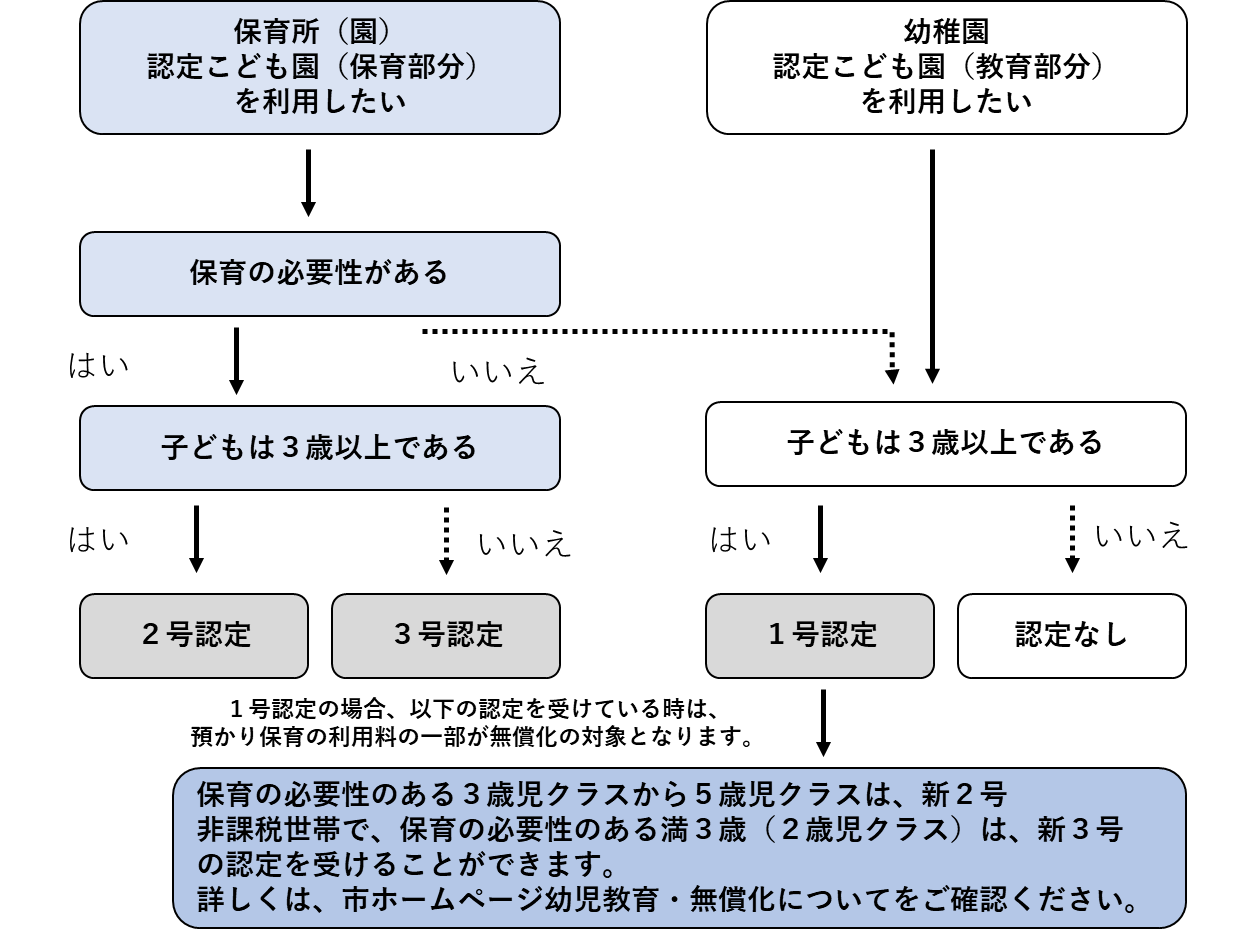 保育所（園）
認定こども園（保育部分）
を利用したい
幼稚園
認定こども園（教育部分）
を利用したい
保育の必要性がある
はい
いいえ
子どもは３歳以上である
子どもは３歳以上である
はい
いいえ
はい
いいえ
２号認定
３号認定
１号認定
認定なし
１号認定の場合、以下の認定を受けている時は、
預かり保育の利用料の一部が無償化の対象となります。
保育の必要性のある３歳児クラスから５歳児クラスは、新２号
非課税世帯で、保育の必要性のある満３歳（２歳児クラス）は、新３号
の認定を受けることができます。
詳しくは、市ホームページ幼児教育・無償化についてをご確認ください。